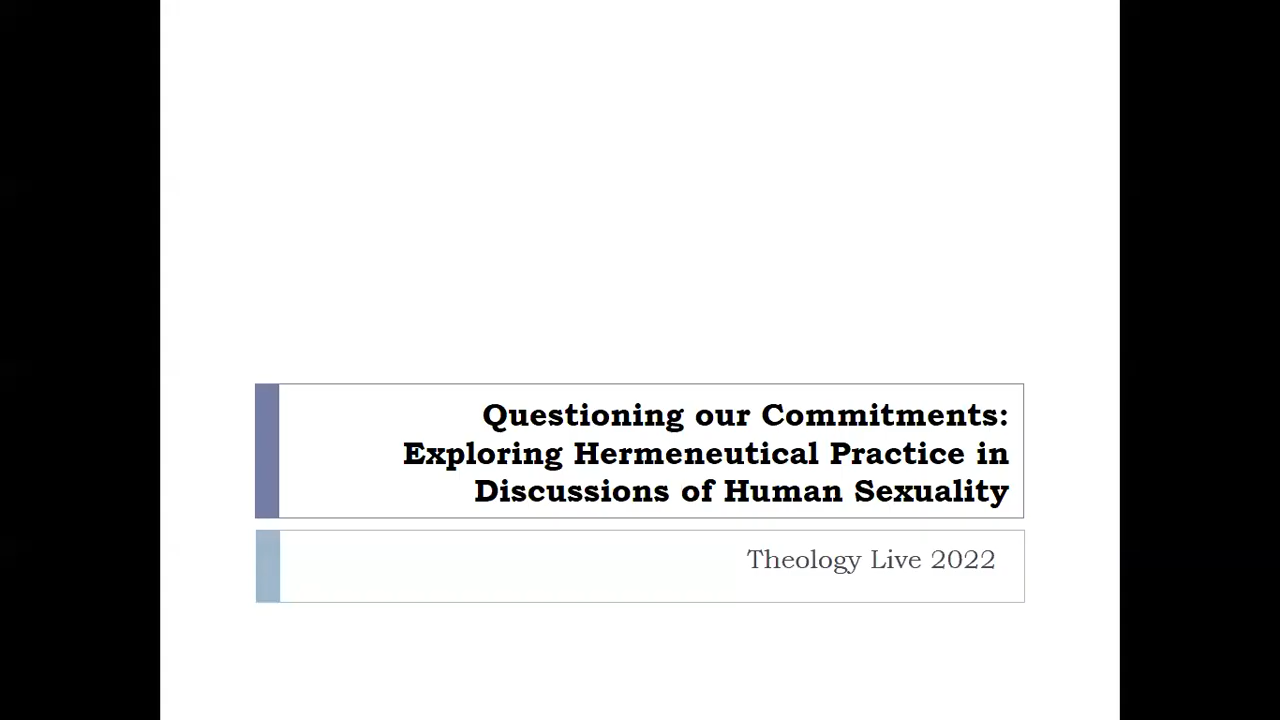 Questioning our Commitments:
Exploring Hermeneutical Practice in
Discussions of Human Sexuality
Theology Live 2022